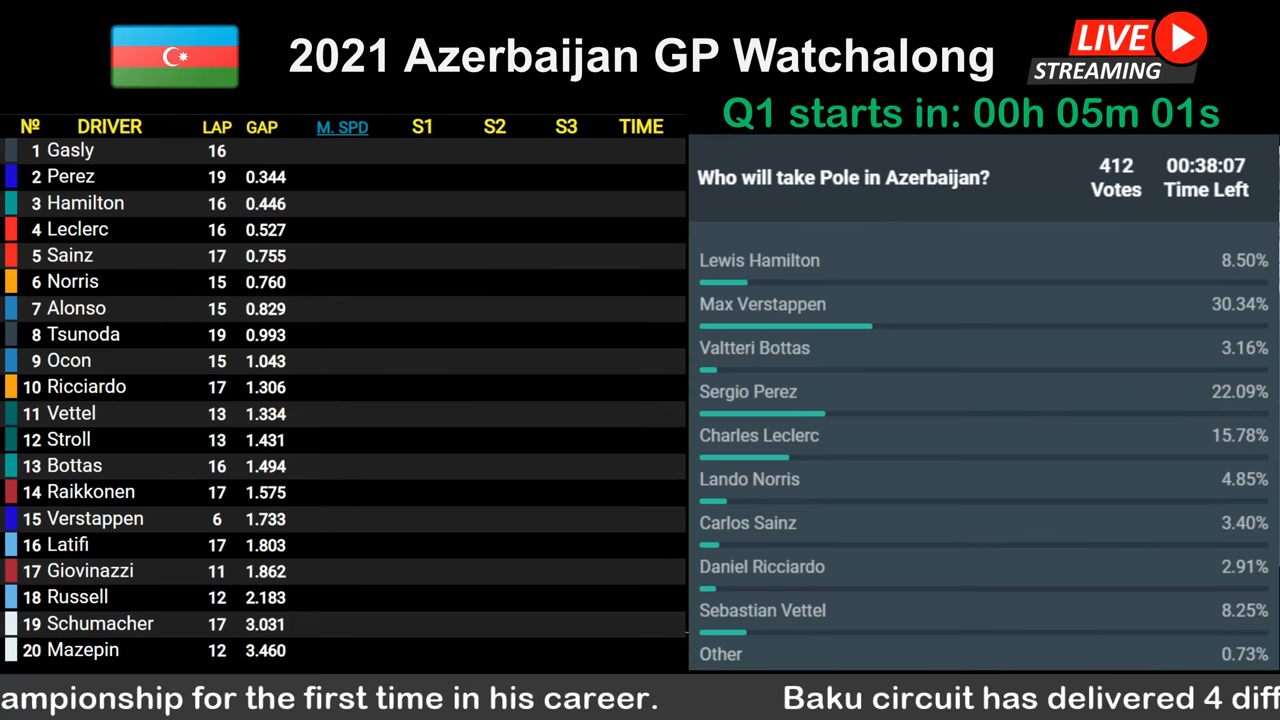 2021 Azerbaijan GP Watchalong
LIVE
STREAMING
Q1 starts in: 00h 05m 01s
Nº DRIVER LAP GAP M. SPD S1 S2 S3 TIME
1 Gasly 16
2 Perez 19 0.344
3 Hamilton 16 0.446
4 Leclerc 16 0.527
5 Sainz 17 0.755
6 Norris 15 0.760
7 Alonso 15 0.829
8 Tsunoda 19 0.993
9 Ocon 15 1.043
10 Ricciardo 17 1.306
11 Vettel 13 1.334
12 Stroll 13 1.431
13 Bottas 16 1.494
14 Raikkonen 17 1.575
15 Verstappen 6 1.733
16 Latifi 17 1.803
17 Giovinazzi 11 1.862
18 Russell 12 2.183
19 Schumacher 17 3.031
20 Mazepin 12 3.460
Who will take Pole in Azerbaijan?
412 00:38:07
Votes Time Left
Lewis Hamilton 8.50%
Max Verstappen 30.34%
Valtteri Bottas 3.16%
Sergio Perez 22.09%
Charles Leclerc 15.78%
Lando Norris 4.85%
Carlos Sainz 3.40%
Daniel Ricciardo 2.91%
Sebastian Vettel 8.25%
Other 0.73%
ampionship for the first time in his career. Baku circuit has delivered 4 diff